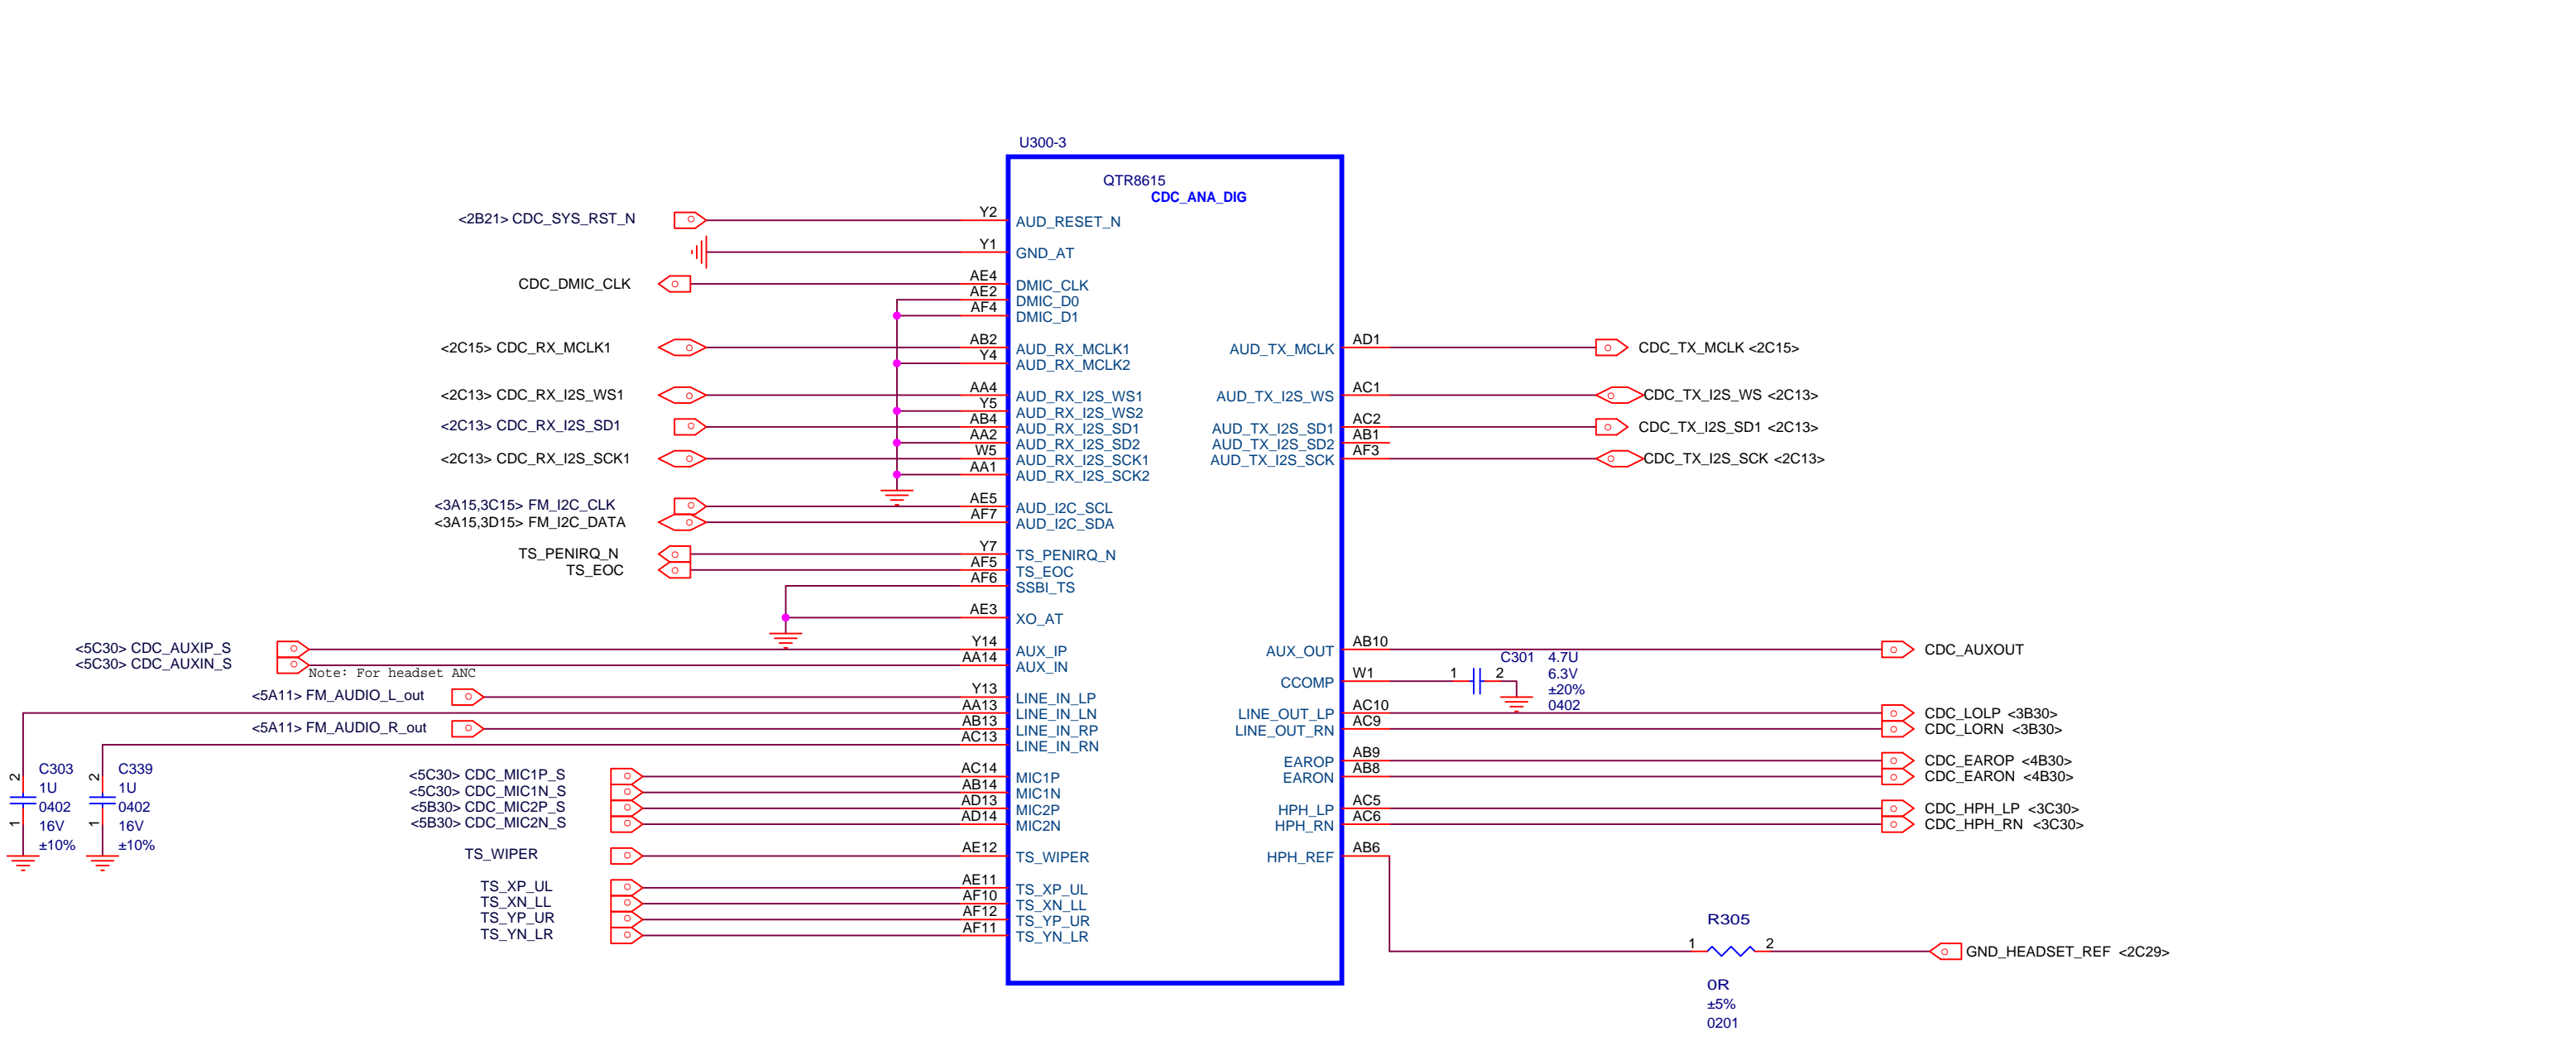 U300-3
QTR8615
CDC_ANA_DIG
<2B21> CDC_SYS_RST_N Y2 AUD_RESET_N
Y1 GND_AT
CDC_DMIC_CLK AE4 DMIC_CLK
AE2 DMIC_D0
AF4 DMIC_D1
<2C15> CDC_RX_MCLK1 AB2 AUD_RX_MCLK1 AUD_TX_MCLK AD1 CDC_TX_MCLK <2C15>
Y4 AUD_RX_MCLK2
<2C13> CDC_RX_I2S_WS1 AA4 AUD_RX_I2S_WS1 AUD_TX_I2S_WS AC1 CDC_TX_I2S_WS <2C13>
Y5 AUD_RX_I2S_WS2
<2C13> CDC_RX_I2S_SD1 AB4 AUD_RX_I2S_SD1 AUD_TX_I2S_SD1 AC2 CDC_TX_I2S_SD1 <2C13>
AA2 AUD_RX_I2S_SD2 AUD_TX_I2S_SD2 AB1
<2C13> CDC_RX_I2S_SCK1 W5 AUD_RX_I2S_SCK1 AUD_TX_I2S_SCK AF3 CDC_TX_I2S_SCK <2C13>
AA1 AUD_RX_I2S_SCK2
<3A15,3C15> FM_I2C_CLK AE5 AUD_I2C_SCL
<3A15,3D15> FM_I2C_DATA AF7 AUD_I2C_SDA
TS_PENIRQ_N Y7 TS_PENIRQ_N
TS_EOC AF5 TS_EOC
AF6 SSBI_TS
AE3 XO_AT
<5C30> CDC_AUXIP_S Y14 AUX_IP AUX_OUT AB10 CDC_AUXOUT
<5C30> CDC_AUXIN_S AA14 AUX_IN
Note: For headset ANC
CCOMP W1 1 C301 2 4.7U
6.3V
±20%
0402
<5A11> FM_AUDIO_L_out Y13 LINE_IN_LP
AA13 LINE_IN_LN LINE_OUT_LP AC10 CDC_LOLP <3B30>
<5A11> FM_AUDIO_R_out AB13 LINE_IN_RP LINE_OUT_RN AC9 CDC_LORN <3B30>
AC13 LINE_IN_RN
EAROP AB9 CDC_EAROP <4B30>
2 C303 2 C339
1U 1U
0402 0402
1 16V 1 16V
±10% ±10%
<5C30> CDC_MIC1P_S AC14 MIC1P EARON AB8 CDC_EARON <4B30>
<5C30> CDC_MIC1N_S AB14 MIC1N
<5B30> CDC_MIC2P_S AD13 MIC2P HPH_LP AC5 CDC_HPH_LP <3C30>
<5B30> CDC_MIC2N_S AD14 MIC2N HPH_RN AC6 CDC_HPH_RN <3C30>
TS_WIPER AE12 TS_WIPER HPH_REF AB6
TS_XP_UL AE11 TS_XP_UL
TS_XN_LL AF10 TS_XN_LL
TS_YP_UR AF12 TS_YP_UR
TS_YN_LR AF11 TS_YN_LR
R305
1 2 GND_HEADSET_REF <2C29>
0R
±5%
0201